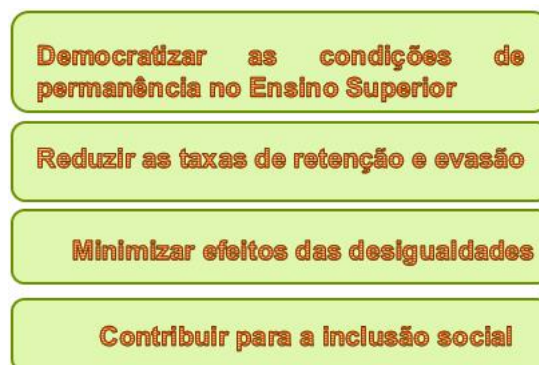 Democratizar as condições de
permanência no Ensino Superior
Reduzir as taxas de retenção e evasão
Minimizar efeitos das desigualdades
Contribuir para a inclusão social